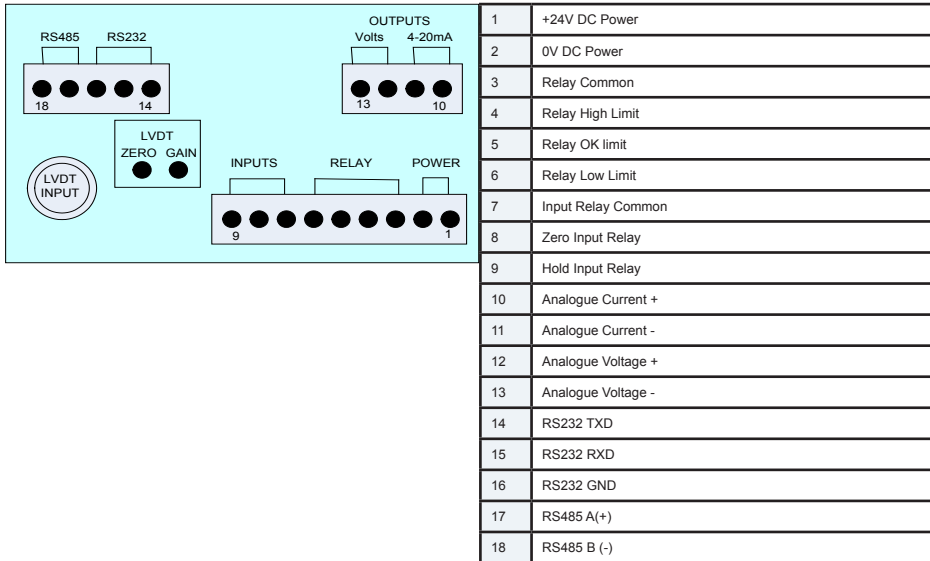 OUTPUTS
RS485 RS232
Volts 4-20mA
18 14
13 10
LVDT
ZERO GAIN
LVDT
INPUT
INPUTS RELAY POWER
9 1
1 +24V DC Power
2 0V DC Power
3 Relay Common
4 Relay High Limit
5 Relay OK limit
6 Relay Low Limit
7 Input Relay Common
8 Zero Input Relay
9 Hold Input Relay
10 Analogue Current +
11 Analogue Current -
12 Analogue Voltage +
13 Analogue Voltage -
14 RS232 TXD
15 RS232 RXD
16 RS232 GND
17 RS485 A(+)
18 RS485 B (-)